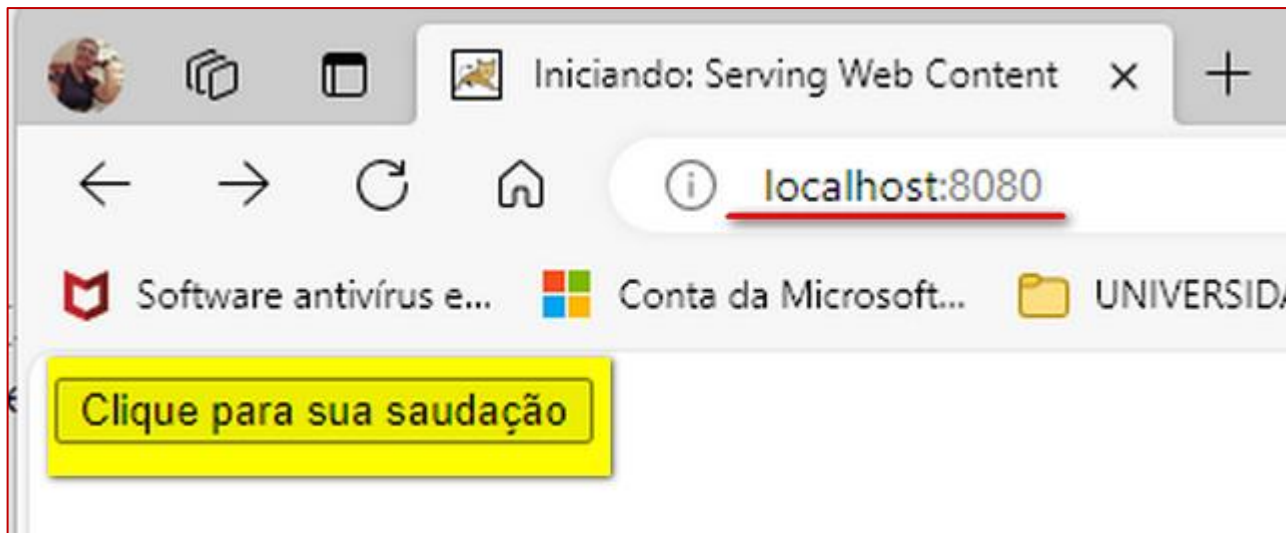 Iniciando: Serving Web Content
localhost:8080
Software antivírus e... Conta da Microsoft... UNIVERSIDA
Clique para sua saudação